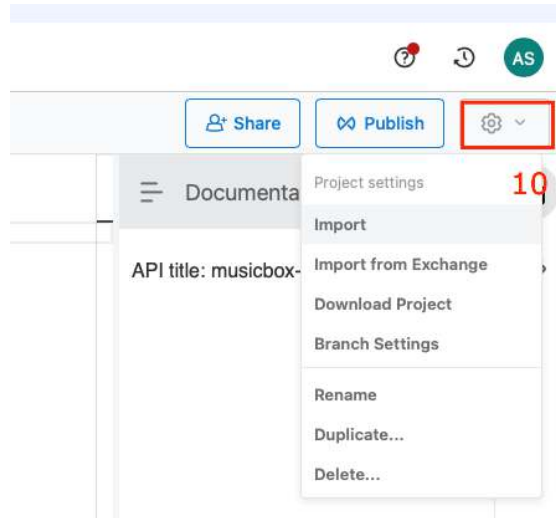 AS
Share
Publish
Documenta
Project settings
10
Import
API title: musicbox-
Import from Exchange
Download Project
Branch Settings
Rename
Duplicate...
Delete...